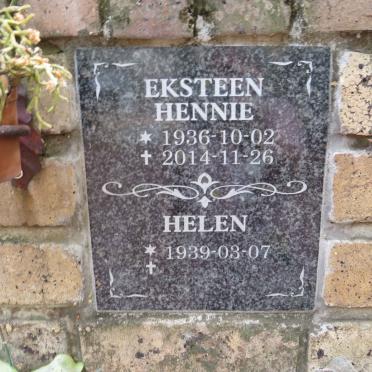 EKSTEEN
HENNIE
* 1936-10-02
✝ 2014-11-26
HELEN
* 1939-03-07
✝